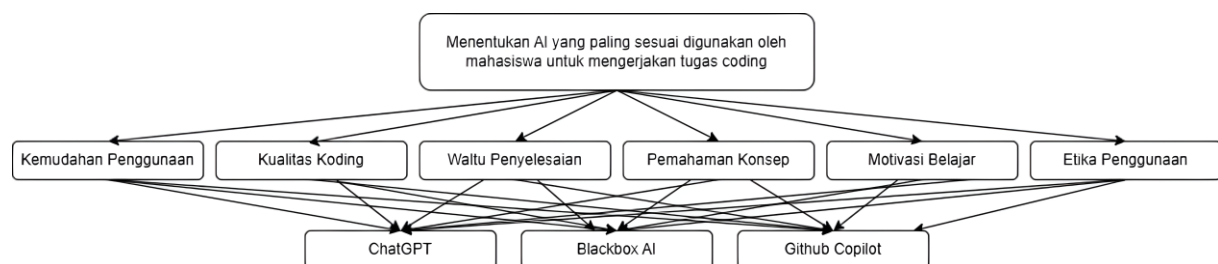 Menentukan AI yang paling sesuai digunakan oleh
mahasiswa untuk mengerjakan tugas coding
Kemudahan Penggunaan
Kualitas Koding
Waltu Penyelesaian
Pemahaman Konsep
Motivasi Belajar
Etika Penggunaan
ChatGPT
Blackbox AI
Github Copilot